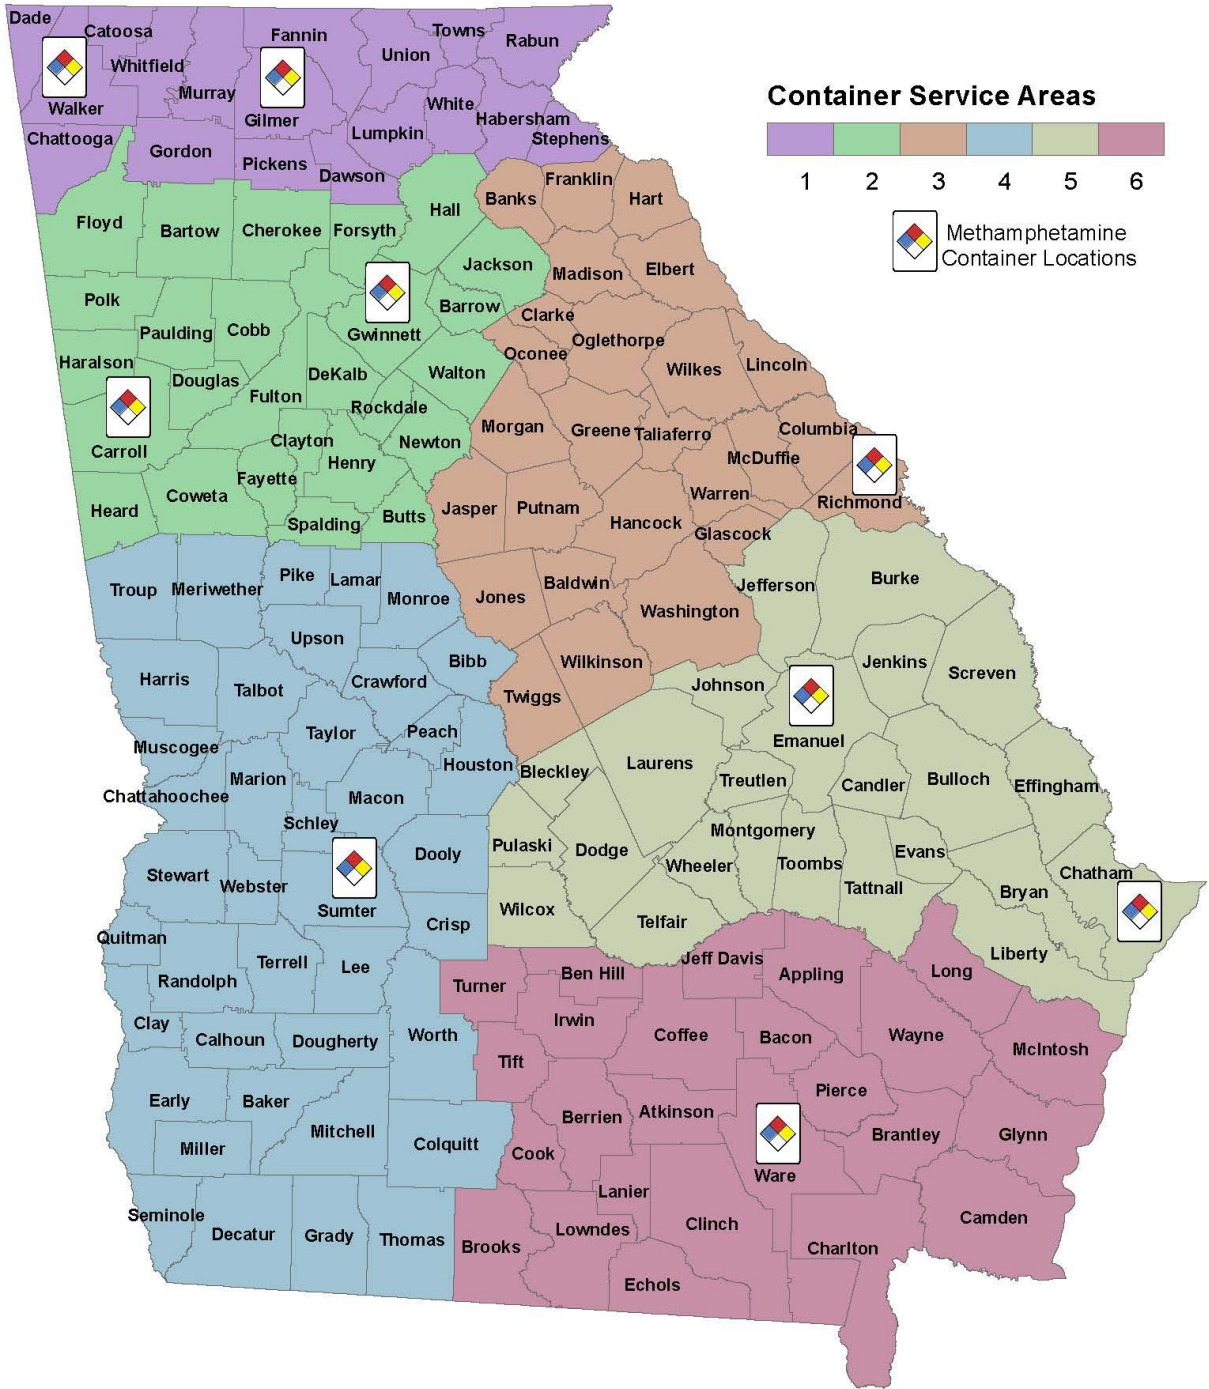 Container Service Areas
1 2 3 4 5 6
Methamphetamine
Container Locations
Dade
Catoosa
Whitfield
Murray
Fannin
Union
Towns
Rabun
Walker
Gilmer
White
Habersham
Stephens
Lumpkin
Chattooga
Gordon
Pickens
Dawson
Floyd
Bartow
Cherokee
Forsyth
Hall
Banks
Franklin
Hart
Jackson
Madison
Elbert
Polk
Paulding
Cobb
Gwinnett
Barrow
Clarke
Oconee
Oglethorpe
Wilkes
Lincoln
Haralson
Douglas
Fulton
DeKalb
Rockdale
Walton
Carroll
Clayton
Henry
Newton
Morgan
Greene
Taliaferro
McDuffie
Columbia
Richmond
Heard
Coweta
Fayette
Spalding
Butts
Jasper
Putnam
Hancock
Warren
Glascock
Troup
Meriwether
Pike
Lamar
Monroe
Jones
Baldwin
Washington
Jefferson
Burke
Upson
Bibb
Wilkinson
Twiggs
Johnson
Jenkins
Screven
Harris
Talbot
Crawford
Taylor
Peach
Emanuel
Muscogee
Chattahoochee
Marion
Macon
Houston
Bleckley
Laurens
Treutlen
Candler
Bulloch
Effingham
Schley
Dooly
Pulaski
Dodge
Wheeler
Montgomery
Toombs
Tattnall
Evans
Bryan
Chatham
Stewart
Webster
Sumter
Crisp
Wilcox
Telfair
Liberty
Quitman
Randolph
Terrell
Lee
Turner
Ben Hill
Jeff Davis
Appling
Long
Clay
Calhoun
Dougherty
Worth
Irwin
Tift
Coffee
Bacon
Wayne
McIntosh
Early
Baker
Miller
Mitchell
Colquitt
Cook
Berrien
Atkinson
Pierce
Ware
Brantley
Glynn
Seminole
Decatur
Grady
Thomas
Brooks
Lanier
Lowndes
Clinch
Echols
Charlton
Camden